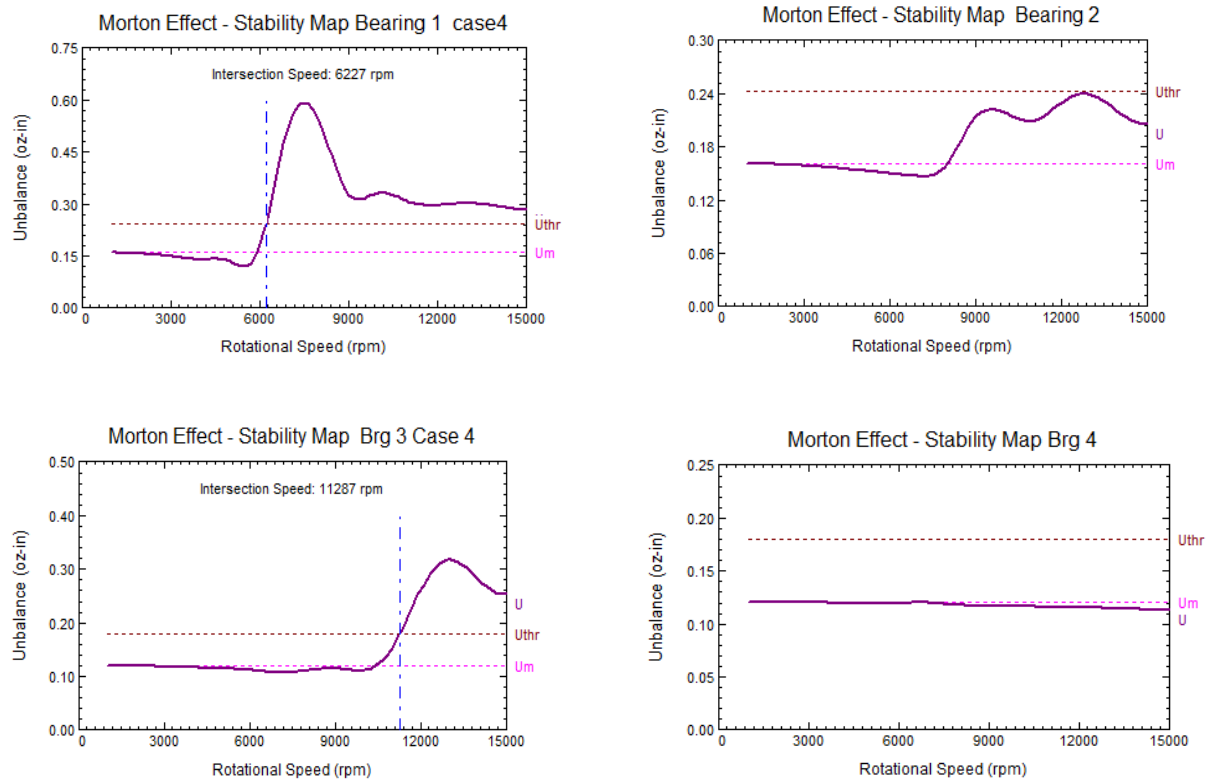 Morton Effect - Stability Map Bearing 1 case4
0.75
Intersection Speed: 6227 rpm
0.60
0.45
Unbalance (oz-in)
0.30
Uthr
Um
0.15
0.00
0 3000 6000 9000 12000 15000
Rotational Speed (rpm)
Morton Effect - Stability Map Bearing 2
0.30
0.24
Uthr
0.18
U
Um
Unbalance (oz-in)
0.12
0.06
0.00
0 3000 6000 9000 12000 15000
Rotational Speed (rpm)
Morton Effect - Stability Map Brg 3 Case 4
0.50
Intersection Speed: 11287 rpm
0.40
0.30
Unbalance (oz-in)
U
0.20
Uthr
Um
0.10
0.00
0 3000 6000 9000 12000 15000
Rotational Speed (rpm)
Morton Effect - Stability Map Brg 4
0.25
0.20
Uthr
0.15
Unbalance (oz-in)
Um
U
0.10
0.05
0.00
0 3000 6000 9000 12000 15000
Rotational Speed (rpm)